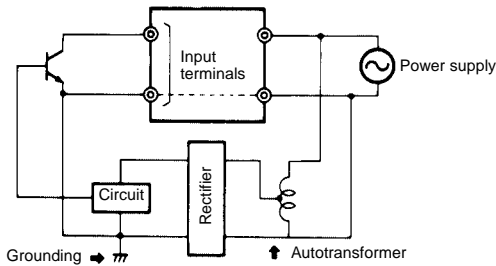 Input
terminals
Power supply
Circuit
Rectifier
Grounding
Autotransformer